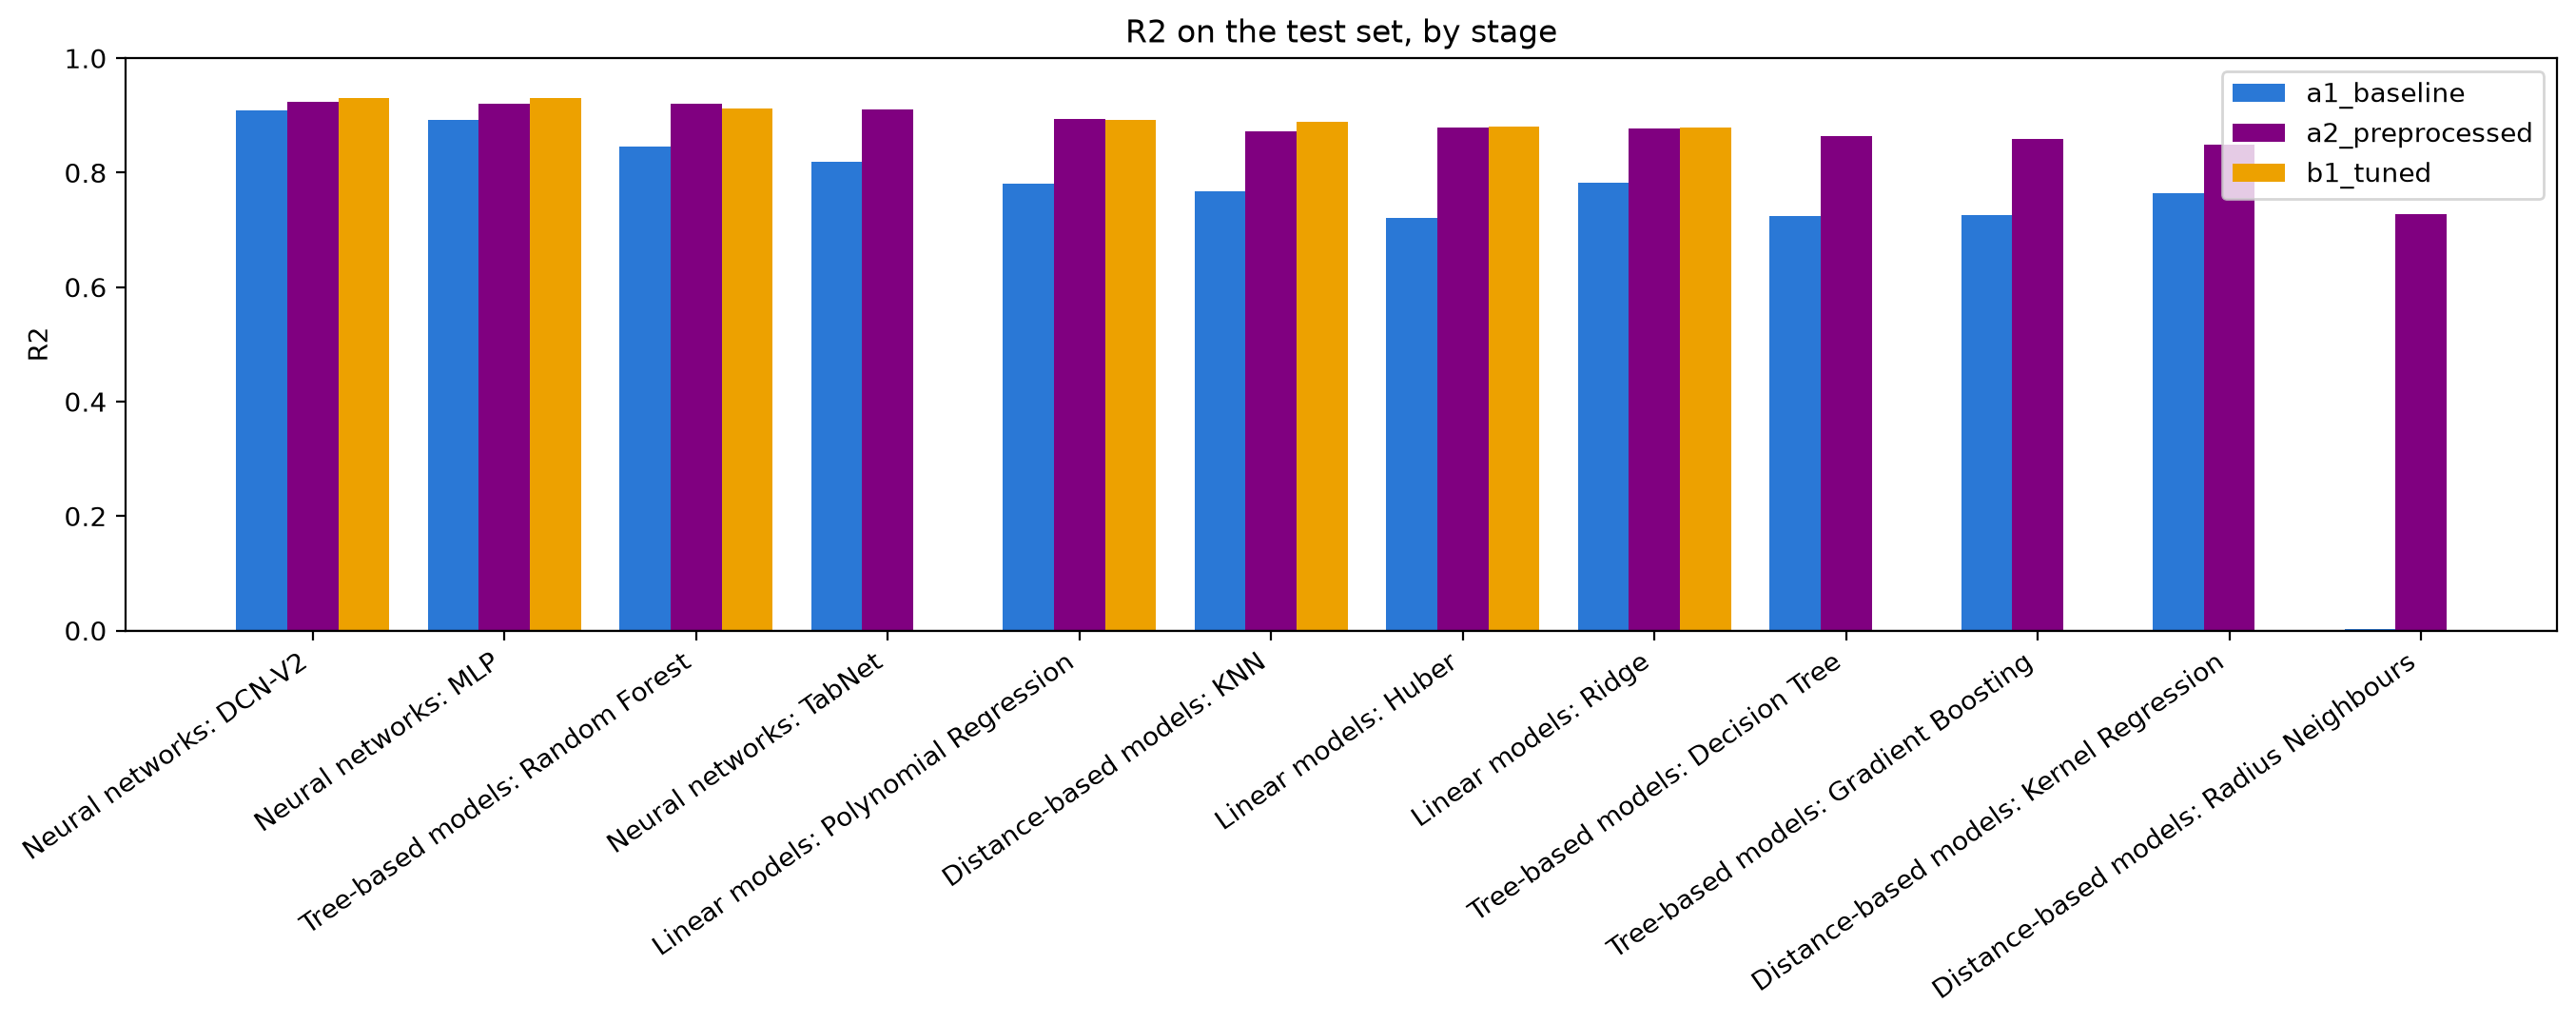 R2 on the test set, by stage
1.0
0.8
0.6
0.4
0.2
0.0
R2
a1_baseline
a2_preprocessed
b1_tuned
Neural networks: DCN-V2
Neural networks: MLP
Tree-based models: Random Forest
Neural networks: TabNet
Linear models: Polynomial Regression
Distance-based models: KNN
Linear models: Huber
Linear models: Ridge
Tree-based models: Decision Tree
Tree-based models: Gradient Boosting
Distance-based models: Kernel Regression
Distance-based models: Radius Neighbours